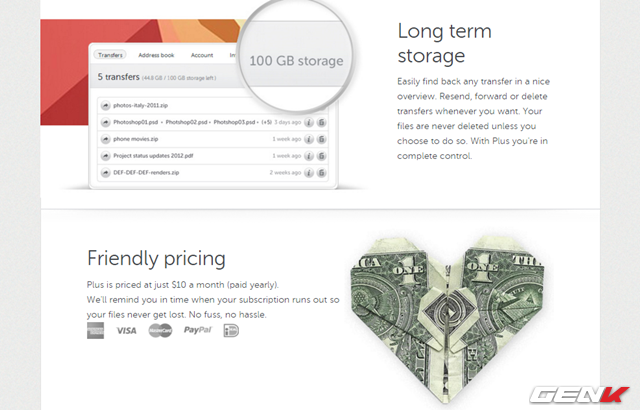 Transfers Address book Account
100 GB storage
5 transfers (44.8 GB / 100 GB storage left)
photos-italy-2011.zip
Photoshop01.psd • Photoshop02.psd • Photoshop03.psd • (+5) 3 days ago
phone movies.zip 1 week ago
Project status updates 2012.pdf 1 week ago
DEF-DEF-DEF-renders.zip 2 weeks ago
Long term
storage
Easily find back any transfer in a nice
overview. Resend, forward or delete
transfers whenever you want. Your
files are never deleted unless you
choose to do so. With Plus you're in
complete control.
Friendly pricing
Plus is priced at just $10 a month (paid yearly).
We'll remind you in time when your subscription runs out so
your files never get lost. No fuss, no hassle.
VISA MasterCard PayPal iD
ONE
1
1
ONE
GENK